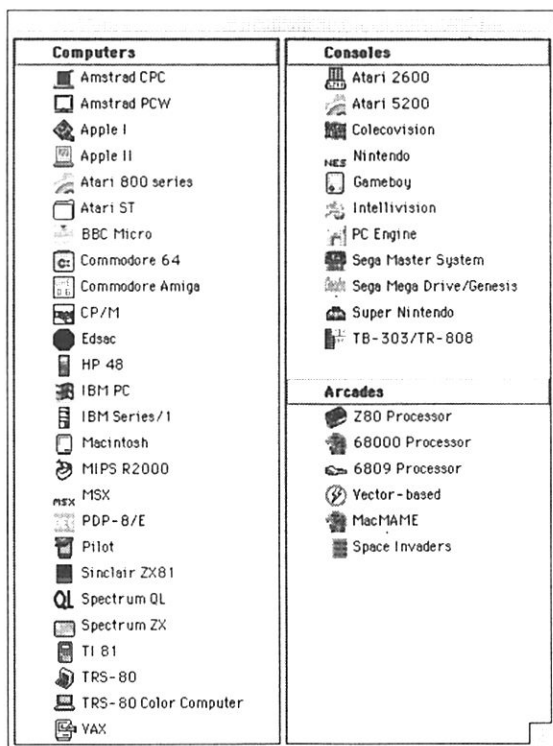 Computers
Amstrad CPC
Amstrad PCW
Apple I
Apple II
Atari 800 series
Atari ST
BBC Micro
Commodore 64
Commodore Amiga
CP/M
Edsac
HP 48
IBM PC
IBM Series/1
Macintosh
MIPS R2000
MSX MSX
PDP-8/E
Pilot
Sinclair ZX81
QL Spectrum QL
Spectrum ZX
TI 81
TRS-80
TRS-80 Color Computer
VAX
Consoles
Atari 2600
Atari 5200
Colecovision
NES Nintendo
Gameboy
Intellivision
PC Engine
Sega Master System
Sega Mega Drive/Genesis
Super Nintendo
TB-303/TR-808
Arcades
Z80 Processor
68000 Processor
6809 Processor
Vector-based
MacMAME
Space Invaders